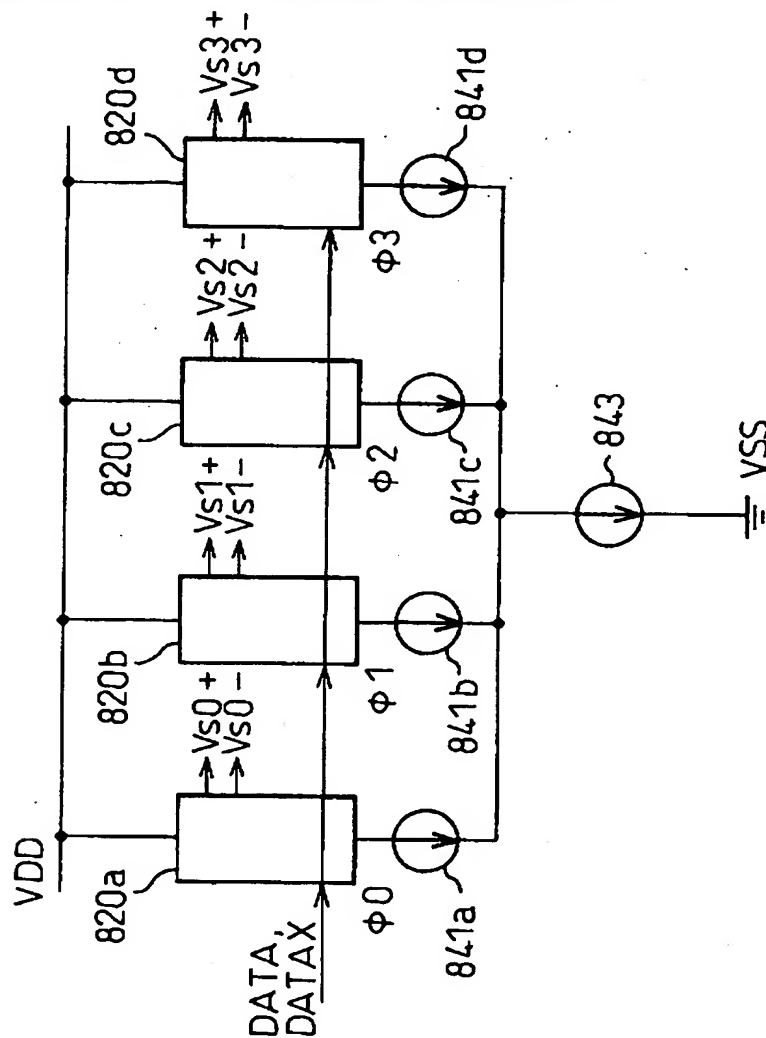 VDD
820a
820b
820c
820d
Vs0+
Vs0-
Vs1+
Vs1-
Vs2+
Vs2-
Vs3+
Vs3-
DATA,
DATAX
Φ0
Φ1
Φ2
Φ3
841a
841b
841c
841d
843
VSS